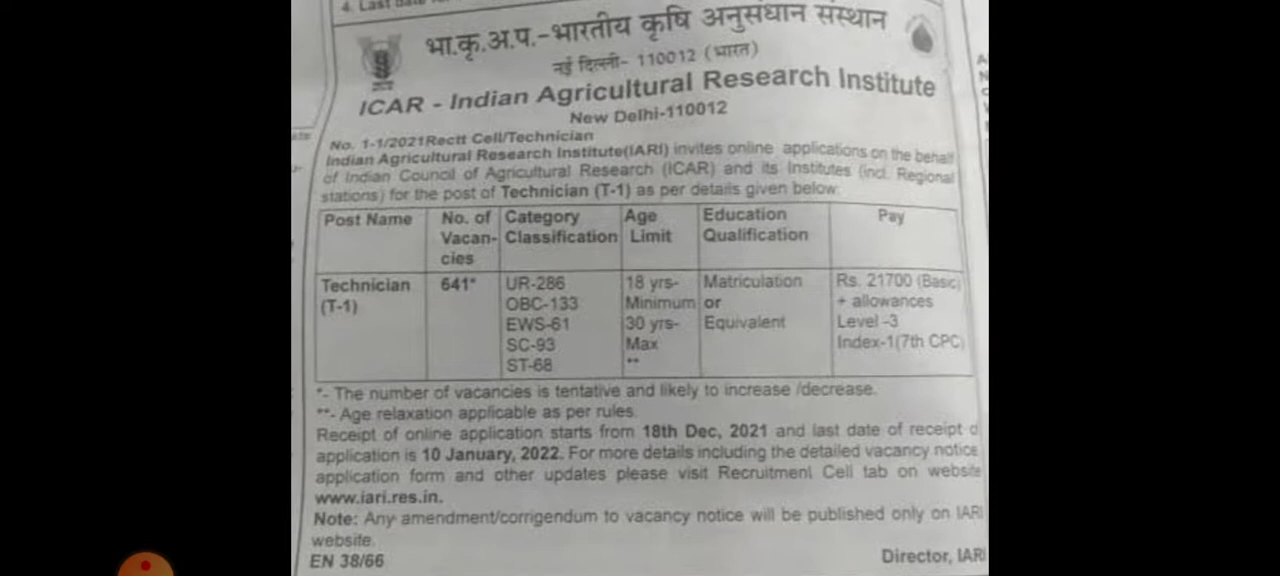 4. Last
भा.कृ.अ.प.-भारतीय कृषि अनुसंधान संस्थान
नई दिल्ली- 110012 (भारत)
ICAR - Indian Agricultural Research Institute
New Delhi-110012
No. 1-1/2021Rectt Cell/Technician
Indian Agricultural Research Institute(IARI) invites online applications on the behalf
of Indian Council of Agricultural Research (ICAR) and its Institutes (incl. Regional
stations) for the post of Technician (T-1) as per details given below:
Post Name No. of Category Age Education Pay
Vacan- Classification Limit Qualification
cies
Technician 641* UR-286 18 yrs- Matriculation Rs. 21700 (Basic)
(T-1) OBC-133 Minimum or + allowances
EWS-61 30 yrs- Equivalent Level -3
SC-93 Max Index-1(7th CPC)
ST-68 **
*- The number of vacancies is tentative and likely to increase /decrease.
**- Age relaxation applicable as per rules.
Receipt of online application starts from 18th Dec, 2021 and last date of receipt o
application is 10 January, 2022. For more details including the detailed vacancy notice
application form and other updates please visit Recruitment Cell tab on website
www.iari.res.in.
Note: Any amendment/corrigendum to vacancy notice will be published only on IARI
website.
EN 38/66 Director, IARI